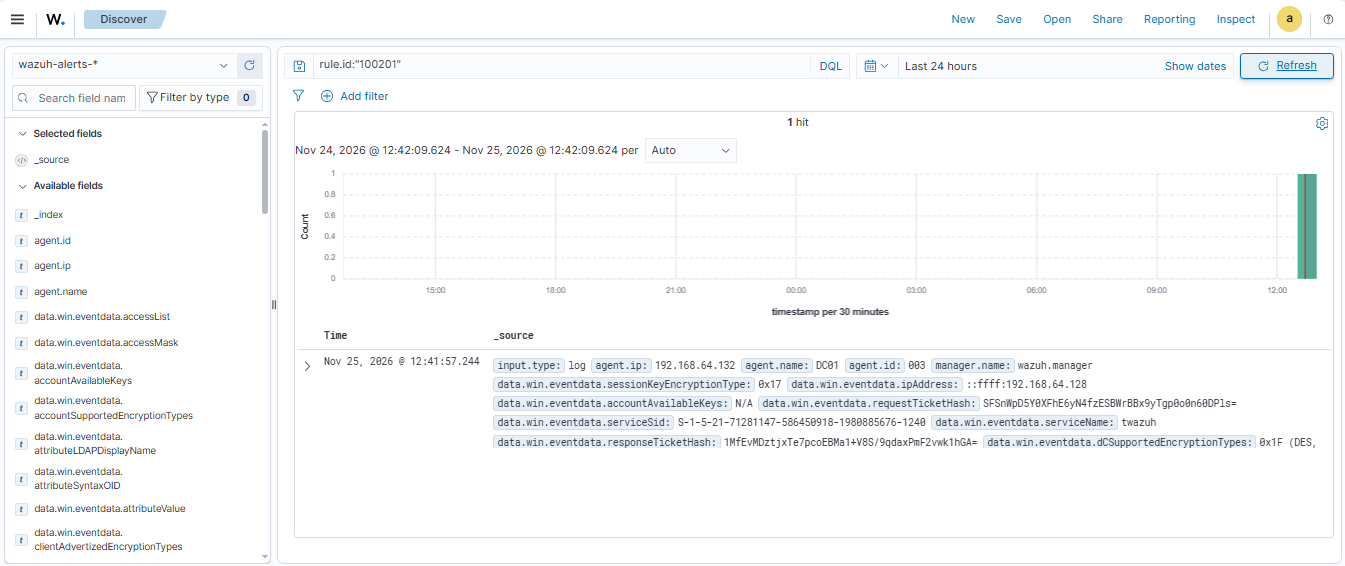 W. Discover New Save Open Share Reporting Inspect a
wazuh-alerts-*
rule.id:"100201" DQL Last 24 hours Show dates Refresh
Search field nam Filter by type 0
Add filter
Selected fields
_source
Available fields
_index
agent.id
agent.ip
agent.name
data.win.eventdata.accessList
data.win.eventdata.accessMask
data.win.eventdata.
accountAvailableKeys
data.win.eventdata.
accountSupportedEncryptionTypes
data.win.eventdata.
attributeLDAPDisplayName
data.win.eventdata.
attributeSyntaxOID
data.win.eventdata.attributeValue
data.win.eventdata.
clientAdvertizedEncryptionTypes
1 hit
Nov 24, 2026 @ 12:42:09.624 - Nov 25, 2026 @ 12:42:09.624 per Auto
Count
1
0.8
0.6
0.4
0.2
0
15:00 18:00 21:00 00:00 03:00 06:00 09:00 12:00
timestamp per 30 minutes
Time _source
Nov 25, 2026 @ 12:41:57.244 input.type: log agent.ip: 192.168.64.132 agent.name: DC01 agent.id: 003 manager.name: wazuh.manager
data.win.eventdata.sessionKeyEncryptionType: 0x17 data.win.eventdata.ipAddress: ::ffff:192.168.64.128
data.win.eventdata.accountAvailableKeys: N/A data.win.eventdata.requestTicketHash: SFSnWpD5Y0XFhE6yN4fzESBWrBBx9yTgp0o0n60DPls=
data.win.eventdata.serviceSid: S-1-5-21-71281147-586450918-1980885676-1240 data.win.eventdata.serviceName: twazuh
data.win.eventdata.responseTicketHash: 1MfEvMDztjxTe7pcoEBMa1+V8S/9qdaxPmF2vwk1hGA= data.win.eventdata.dCSupportedEncryptionTypes: 0x1F (DES,